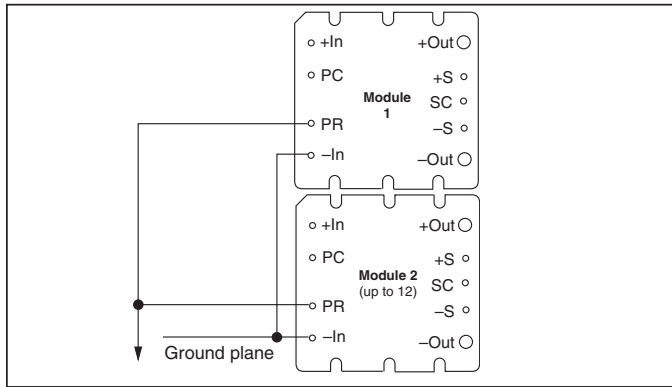 +In +Out
PC +S
Module
1
SC
PR –S
–In –Out
+In +Out
PC +S
Module 2
(up to 12)
SC
PR –S
–In –Out
Ground plane